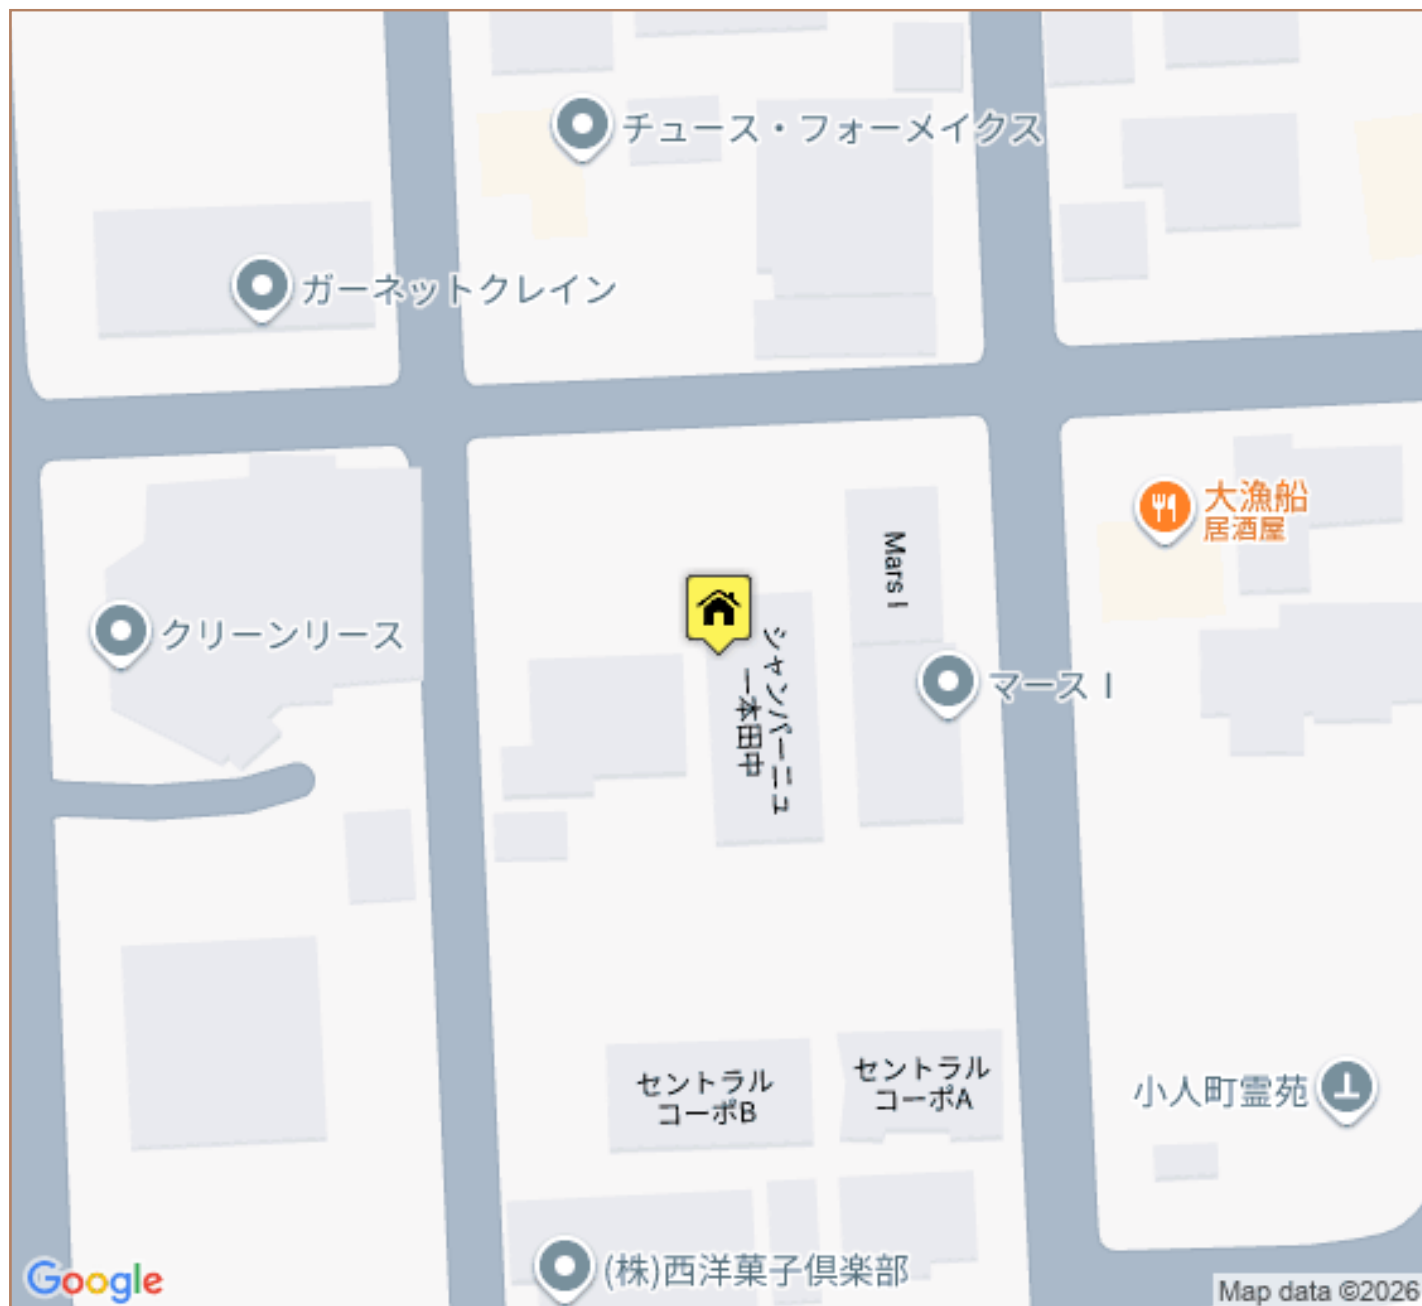 チュース・フォーメイクス
ガーネットクレイン
大漁船
居酒屋
Mars I
クリーンリース
シャンパーニュ
一本田中
マース I
セントラル
コーポB
セントラル
コーポA
小人町霊苑
(株)西洋菓子倶楽部
Google
Map data ©2026